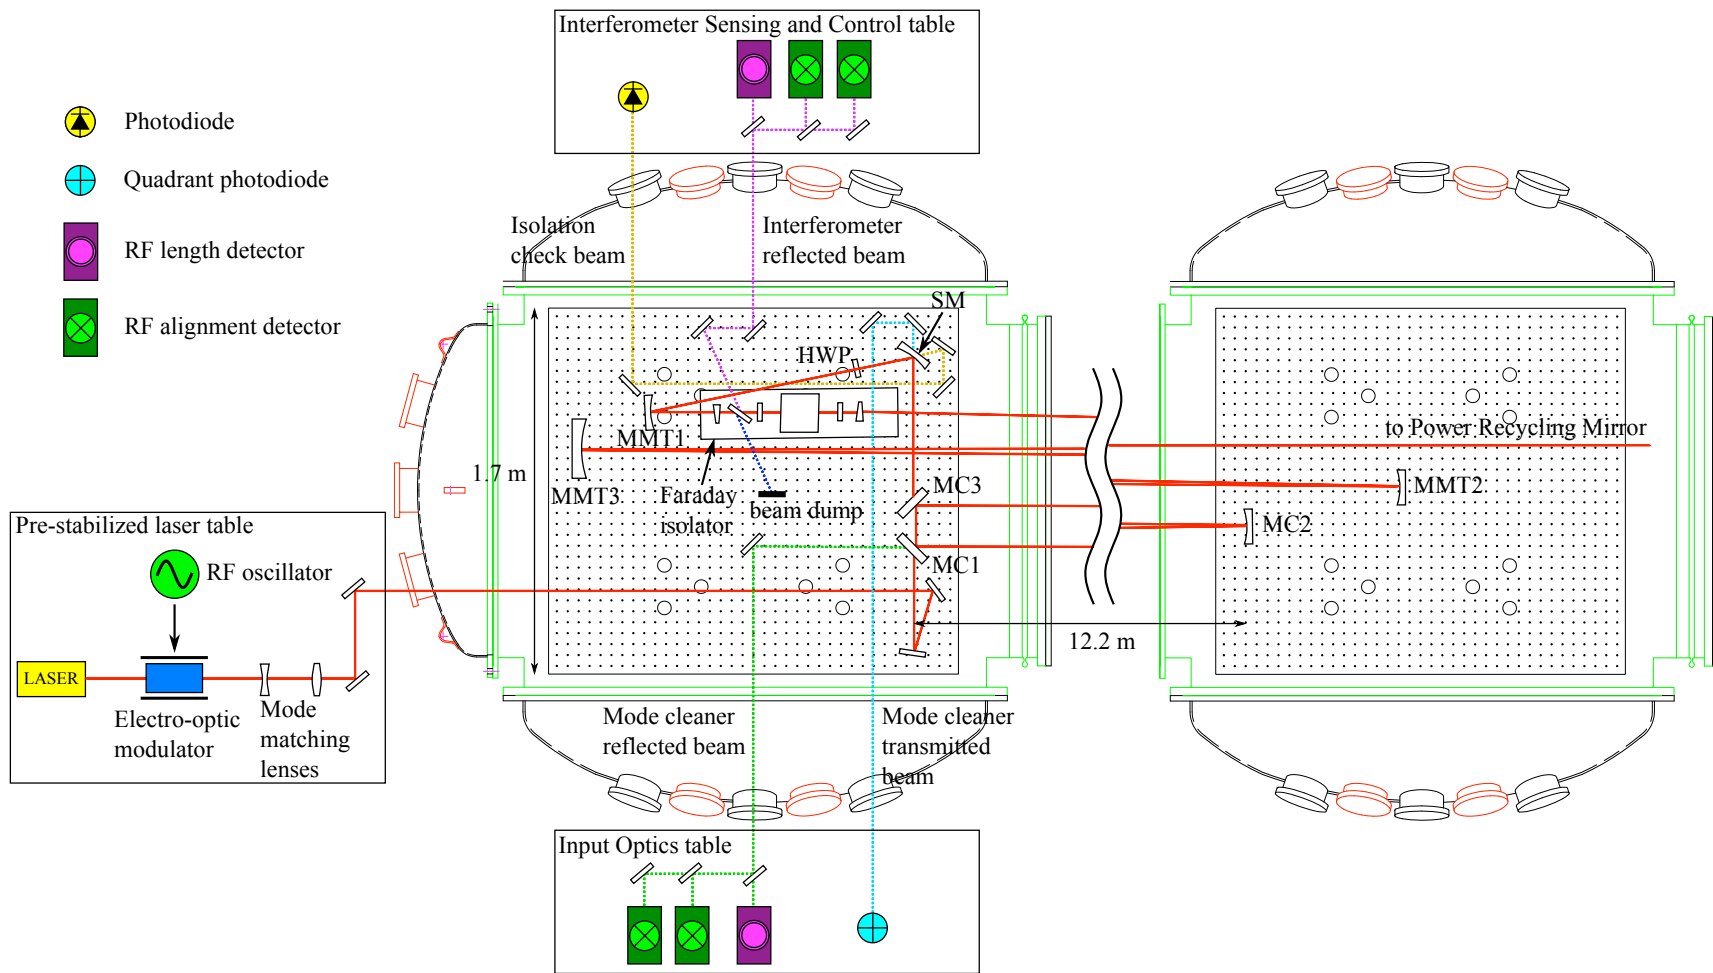 Interferometer Sensing and Control table
Photodiode
Quadrant photodiode
RF length detector
RF alignment detector
Isolation
check beam
Interferometer
reflected beam
SM
HWP
MMT1
MMT3
1.7 m
Faraday
isolator
beam dump
MC3
MC1
to Power Recycling Mirror
MMT2
MC2
12.2 m
Pre-stabilized laser table
RF oscillator
LASER
Electro-optic
modulator
Mode
matching
lenses
Mode cleaner
reflected beam
Mode cleaner
transmitted
beam
Input Optics table